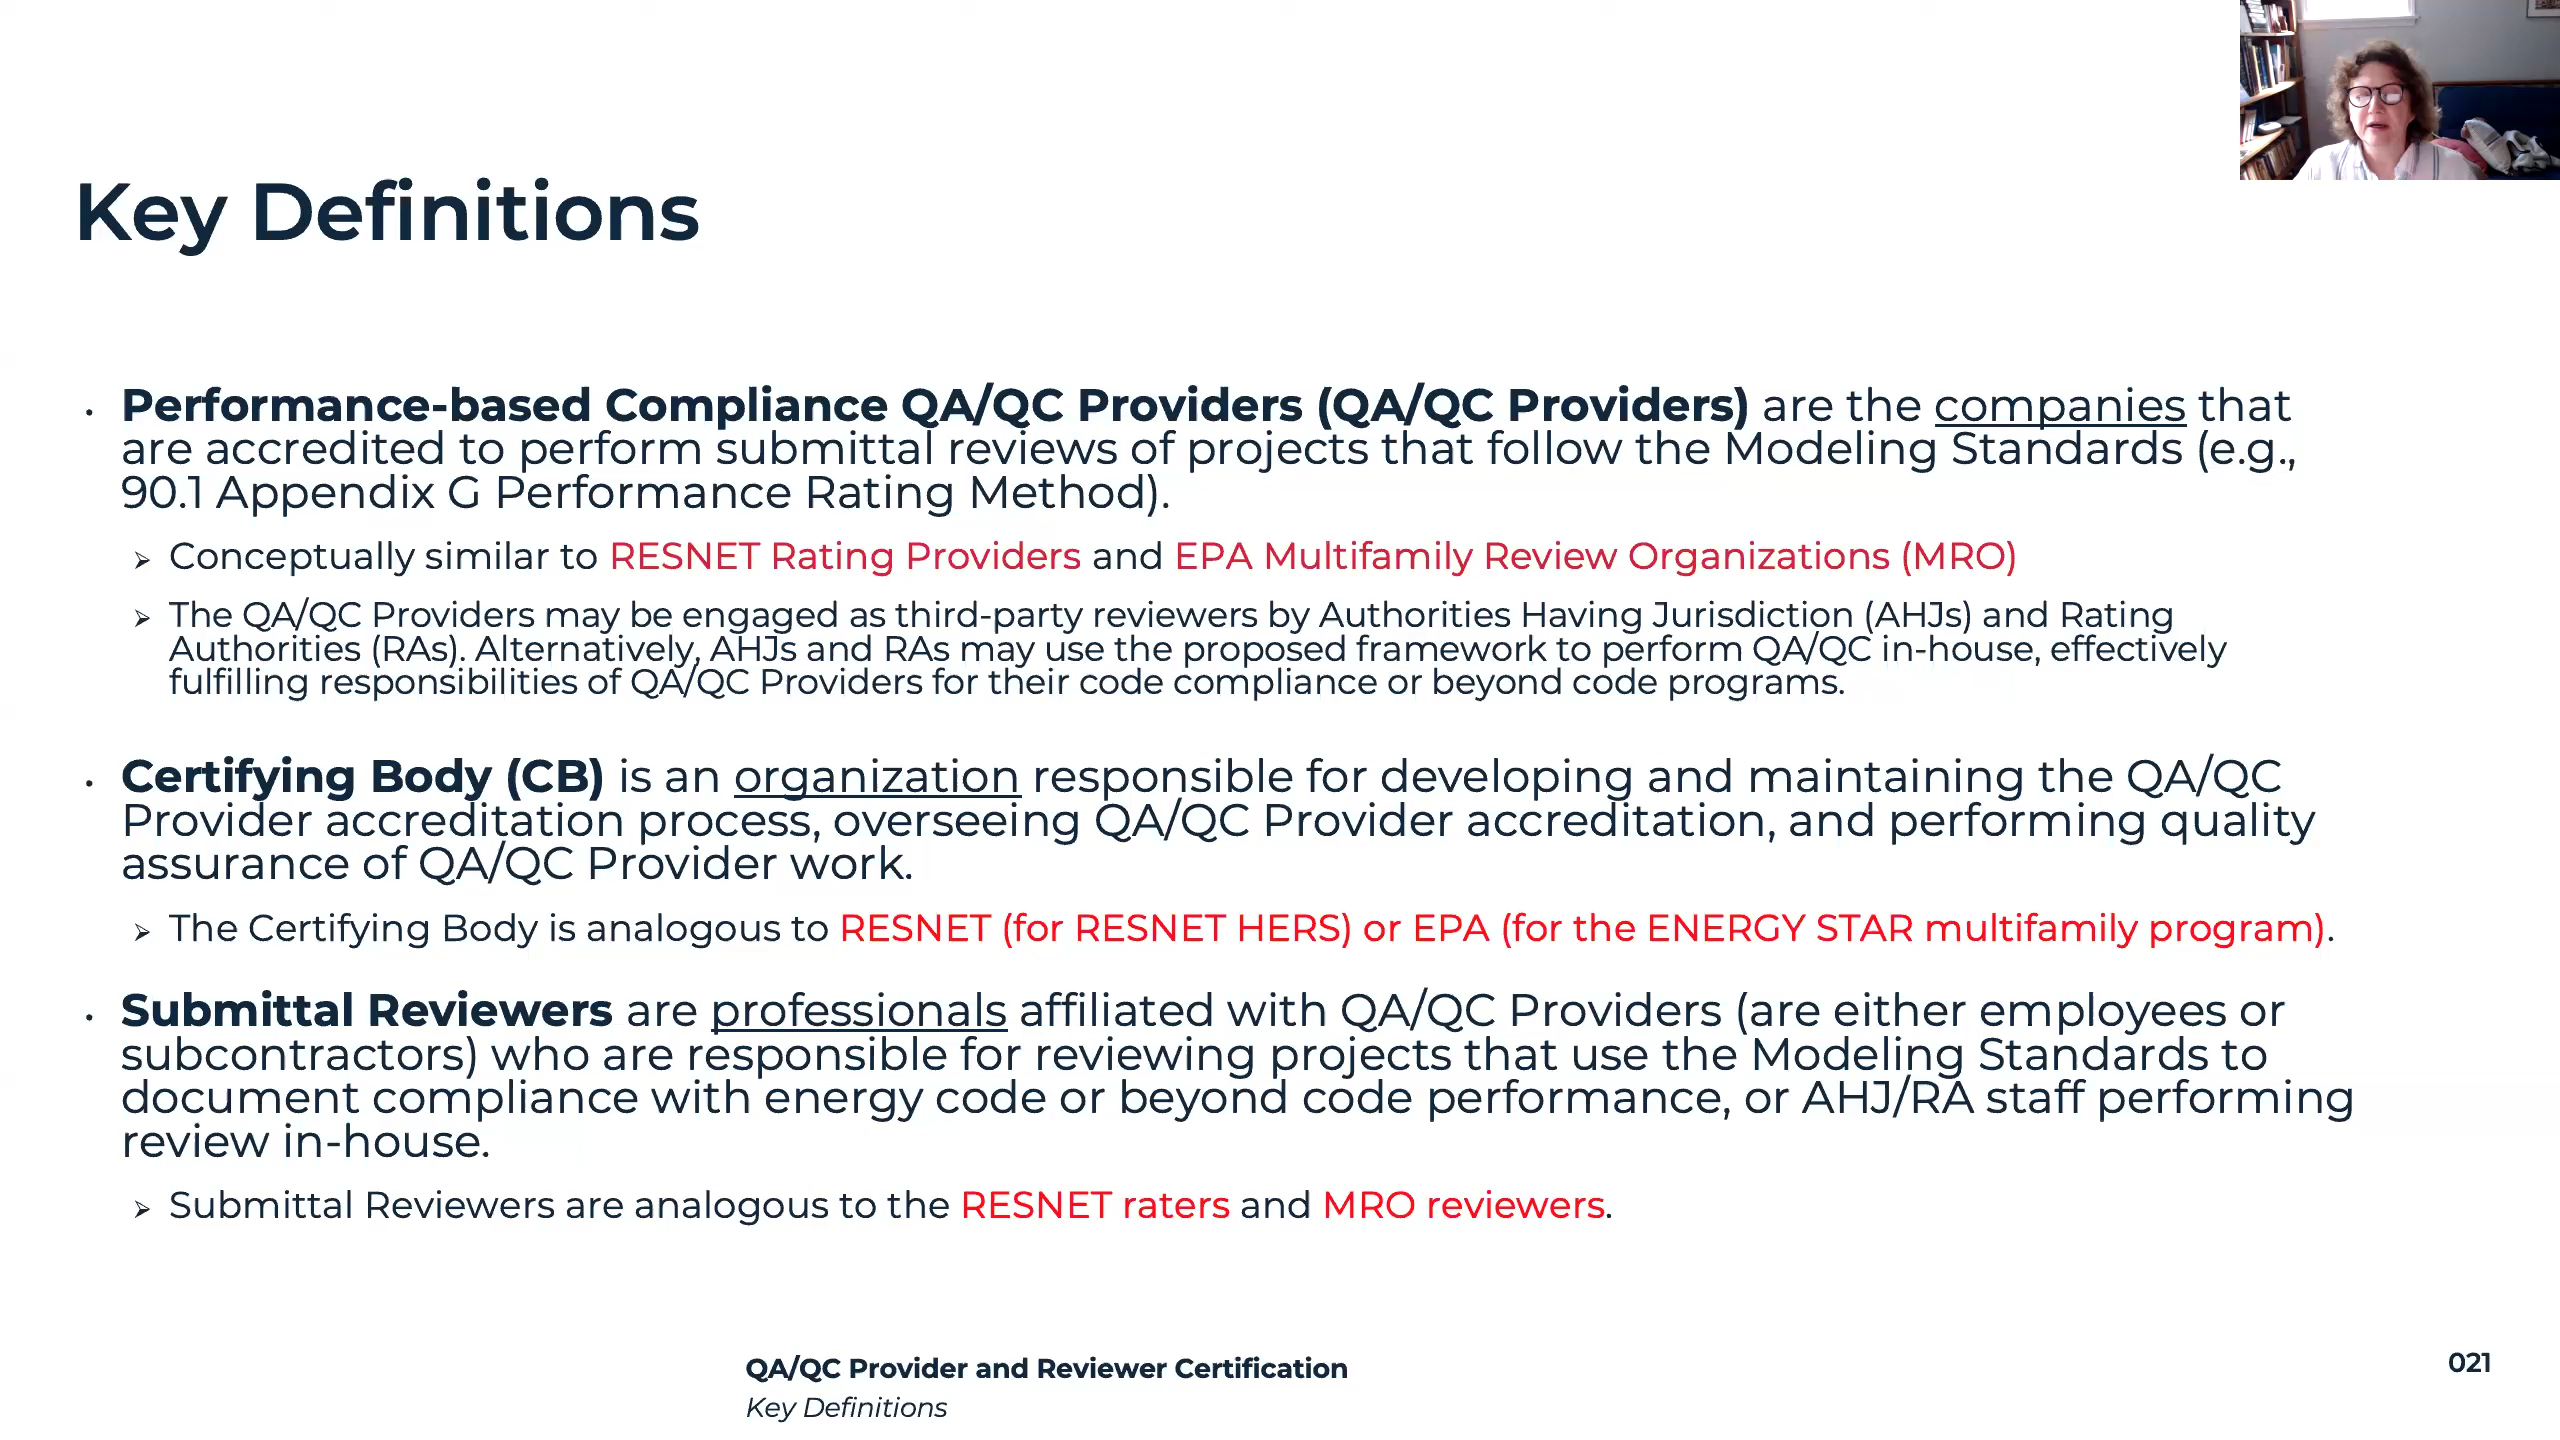 Key Definitions
• Performance-based Compliance QA/QC Providers (QA/QC Providers) are the companies that
are accredited to perform submittal reviews of projects that follow the Modeling Standards (e.g.,
90.1 Appendix G Performance Rating Method).
➢ Conceptually similar to RESNET Rating Providers and EPA Multifamily Review Organizations (MRO)
➢ The QA/QC Providers may be engaged as third-party reviewers by Authorities Having Jurisdiction (AHJs) and Rating
Authorities (RAs). Alternatively, AHJs and RAs may use the proposed framework to perform QA/QC in-house, effectively
fulfilling responsibilities of QA/QC Providers for their code compliance or beyond code programs.
• Certifying Body (CB) is an organization responsible for developing and maintaining the QA/QC
Provider accreditation process, overseeing QA/QC Provider accreditation, and performing quality
assurance of QA/QC Provider work.
➢ The Certifying Body is analogous to RESNET (for RESNET HERS) or EPA (for the ENERGY STAR multifamily program).
• Submittal Reviewers are professionals affiliated with QA/QC Providers (are either employees or
subcontractors) who are responsible for reviewing projects that use the Modeling Standards to
document compliance with energy code or beyond code performance, or AHJ/RA staff performing
review in-house.
➢ Submittal Reviewers are analogous to the RESNET raters and MRO reviewers.
QA/QC Provider and Reviewer Certification
Key Definitions
021